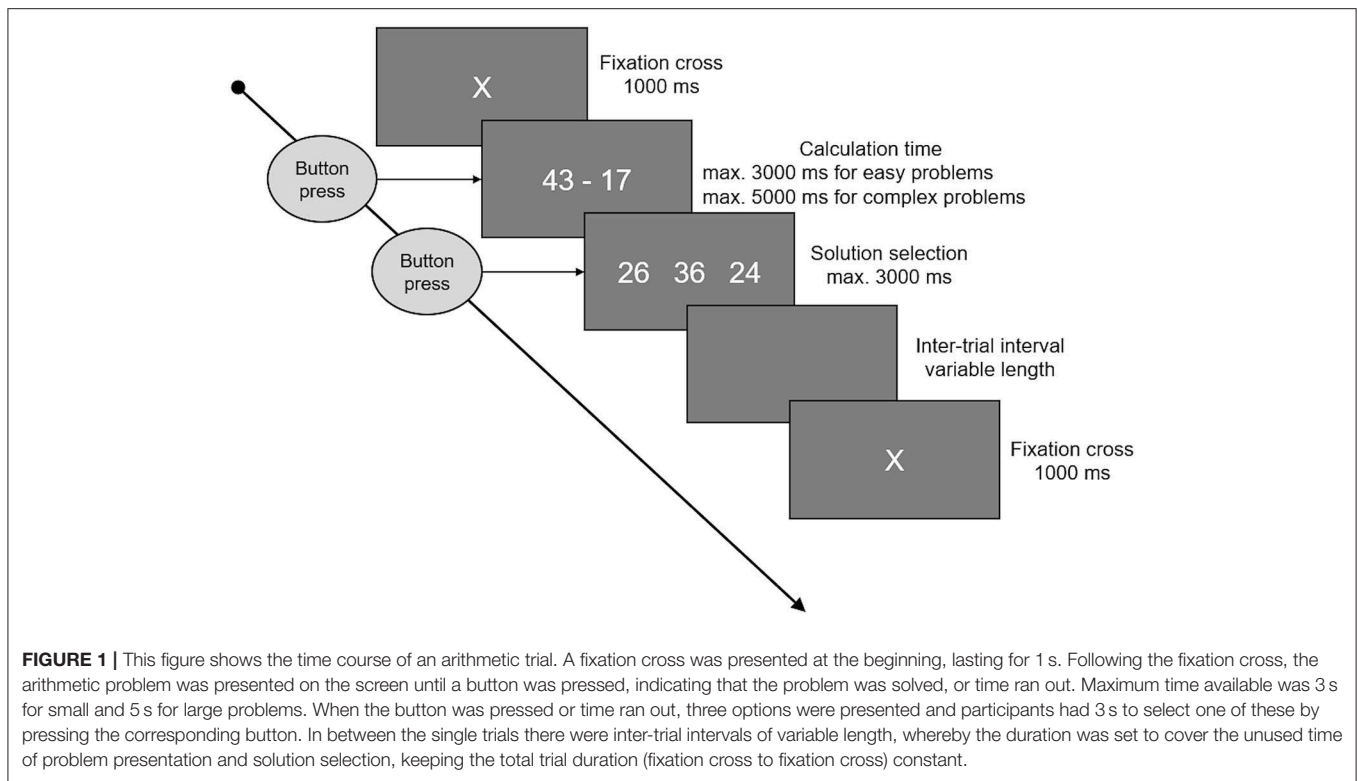 X
Fixation cross
1000 ms
Button
press
43 - 17
Calculation time
max. 3000 ms for easy problems
max. 5000 ms for complex problems
Button
press
26 36 24
Solution selection
max. 3000 ms
Inter-trial interval
variable length
X
Fixation cross
1000 ms
FIGURE 1 | This figure shows the time course of an arithmetic trial. A fixation cross was presented at the beginning, lasting for 1 s. Following the fixation cross, the
arithmetic problem was presented on the screen until a button was pressed, indicating that the problem was solved, or time ran out. Maximum time available was 3 s
for small and 5 s for large problems. When the button was pressed or time ran out, three options were presented and participants had 3 s to select one of these by
pressing the corresponding button. In between the single trials there were inter-trial intervals of variable length, whereby the duration was set to cover the unused time
of problem presentation and solution selection, keeping the total trial duration (fixation cross to fixation cross) constant.